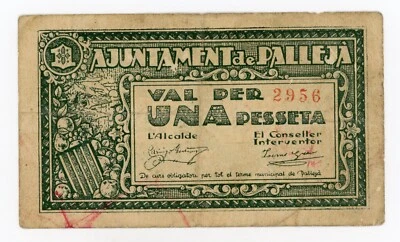 1
AJUNTAMENT de PALLEJÀ
VAL PER 2956
UNA PESSETA
L'Alcalde
El Conseller Interventor
De curs obligatori per tot el terme municipal de Pallejà